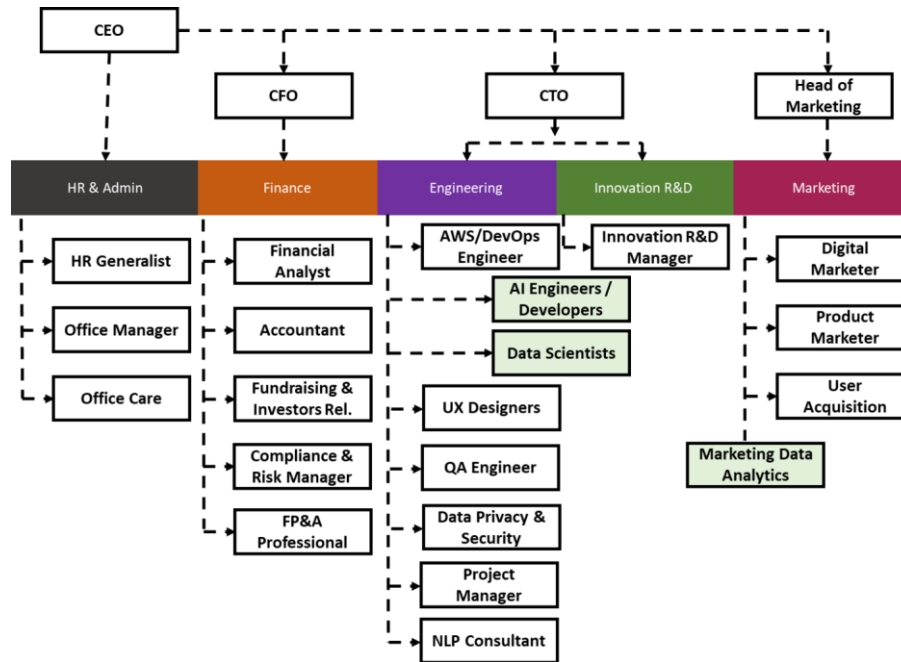 CEO
CFO
CTO
Head of
Marketing
HR & Admin
Finance
Engineering
Innovation R&D
Marketing
HR Generalist
Office Manager
Office Care
Financial
Analyst
Accountant
Fundraising &
Investors Rel.
Compliance &
Risk Manager
FP&A
Professional
AWS/DevOps
Engineer
AI Engineers /
Developers
Data Scientists
UX Designers
QA Engineer
Data Privacy &
Security
Project
Manager
NLP Consultant
Innovation R&D
Manager
Digital
Marketer
Product
Marketer
User
Acquisition
Marketing Data
Analytics